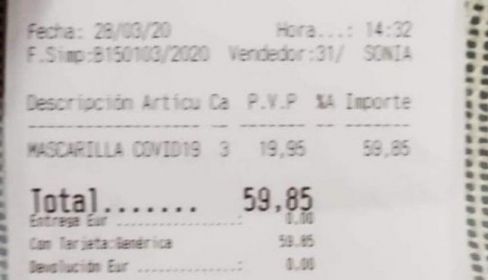 Fecha: 28/03/20 Hora...: 14:32
F.Simp:B150103/2020 Vendedor:31/ SONIA
Descripción Artícu Ca P.V.P %A Importe
MASCARILLA COVID19 3 19,95 59,85
Total....... 59,85
Entrega Eur ..................: 0.00
Con Tarjeta:Genérica 59.85
Devolución Eur ...............: 0.00